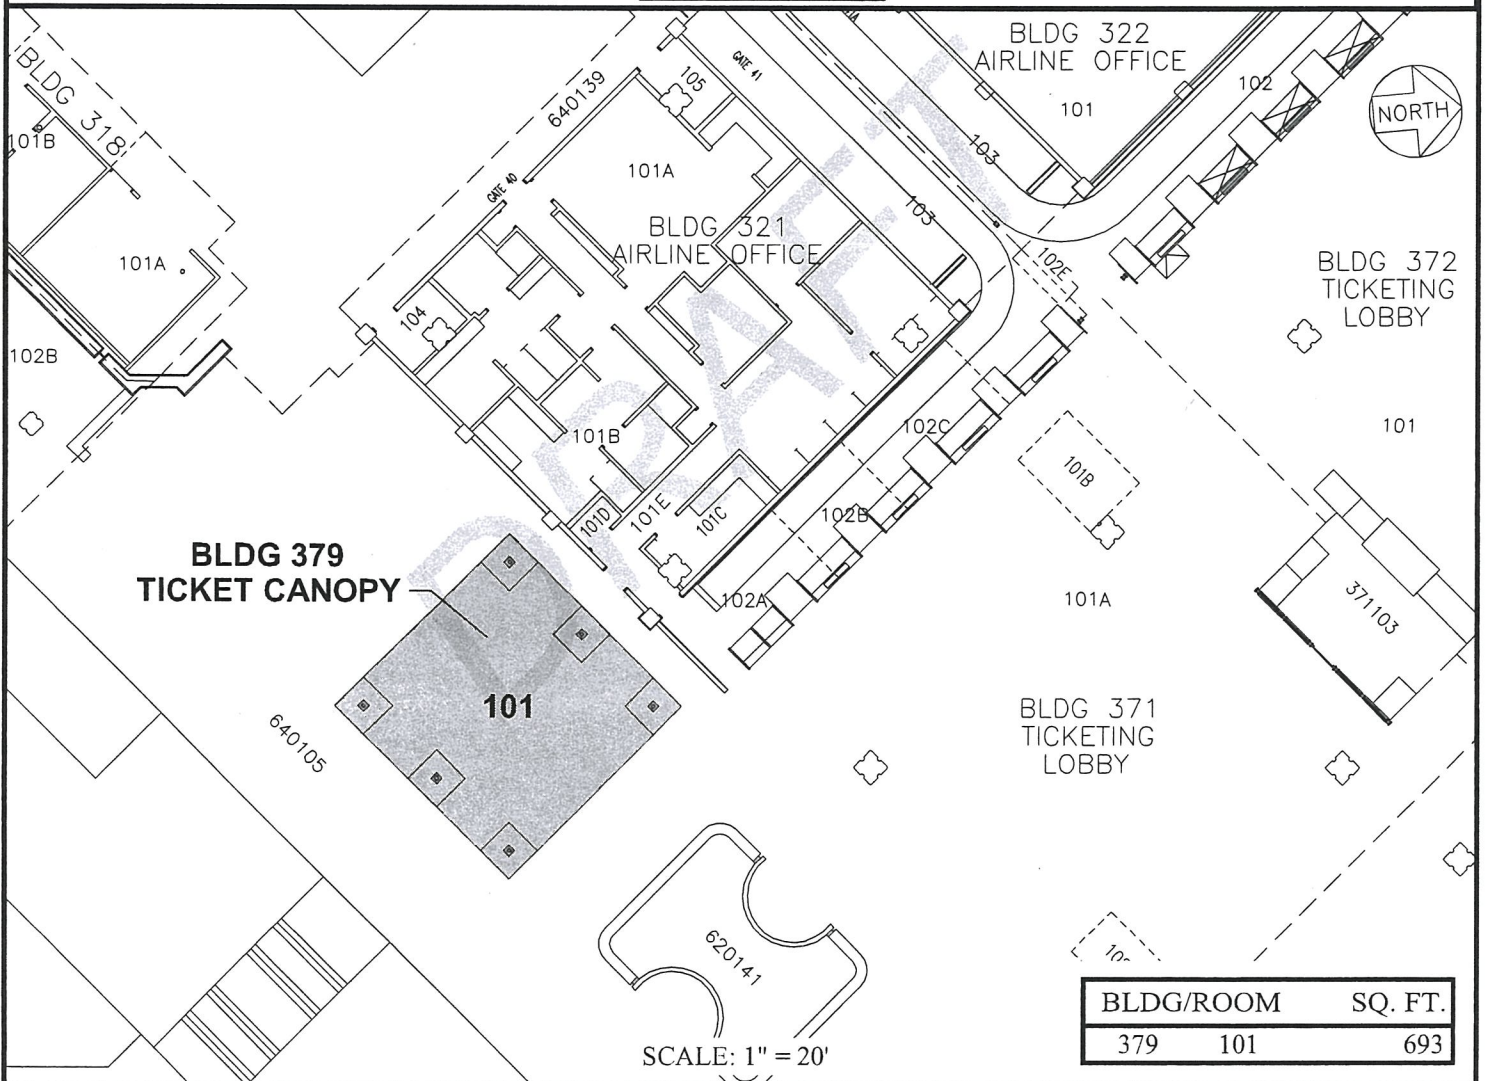 BLDG 322
AIRLINE OFFICE
101
102
103
103
NORTH
BLDG 318
101B
101A
102B
640139
105
GATE 41
GATE 40
101A
BLDG 321
AIRLINE OFFICE
104
101B
101D
101E
101C
102E
102C
102B
102A
BLDG 372
TICKETING
LOBBY
101
101B
101A
371103
BLDG 371
TICKETING
LOBBY
BLDG 379
TICKET CANOPY
101
640105
620141
DRAFT
SCALE: 1" = 20'
BLDG/ROOM SQ. FT.
379 101 693